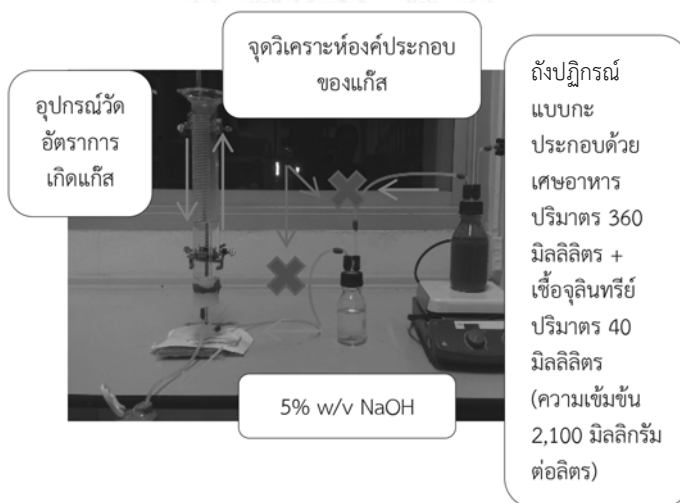 จุดวิเคราะห์องค์ประกอบ
ของแก๊ส
อุปกรณ์วัด
อัตราการ
เกิดแก๊ส
ถังปฏิกรณ์
แบบกะ
ประกอบด้วย
เศษอาหาร
ปริมาตร 360
มิลลิลิตร +
เชื้อจุลินทรีย์
ปริมาตร 40
มิลลิลิตร
(ความเข้มข้น
2,100 มิลลิกรัม
ต่อลิตร)
5% w/v NaOH